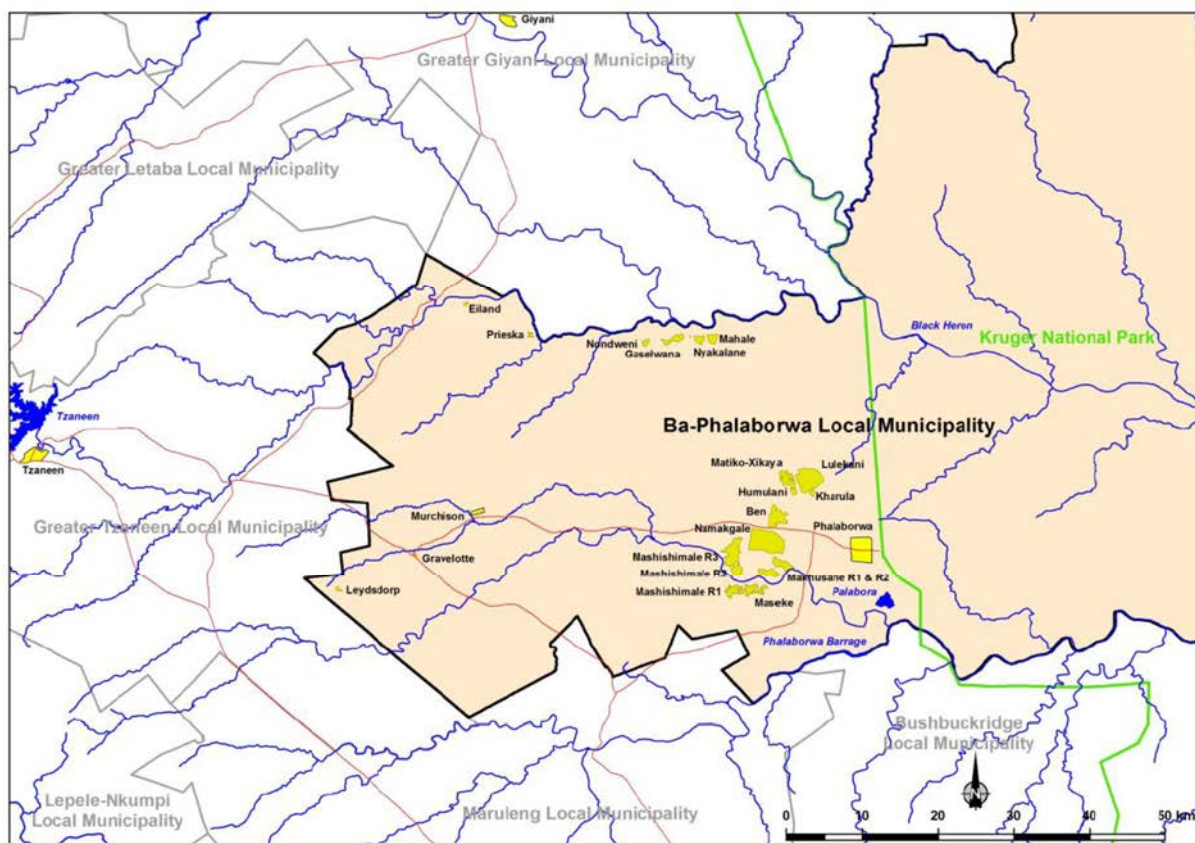 Giyani
Greater Giyani Local Municipality
Greater Letaba Local Municipality
Eiland
Prieska
Nondweni
Gaselwana
Nyakalane
Mahale
Black Heron
Kruger National Park
Tzaneen
Tzaneen
Ba-Phalaborwa Local Municipality
Matiko-Xikaya
Lulekani
Humulani
Kharula
Ben
Murchison
Namakgale
Phalaborwa
Greater Tzaneen Local Municipality
Gravelotte
Mashishimale R3
Mashishimale R2
Makhusane R1 & R2
Leydsdorp
Mashishimale R1
Maseke
Palabora
Phalaborwa Barrage
Bushbuckridge
Local Municipality
N
Lepele-Nkumpi
Local Municipality
Maruleng Local Municipality
0 10 20 30 40 50 km